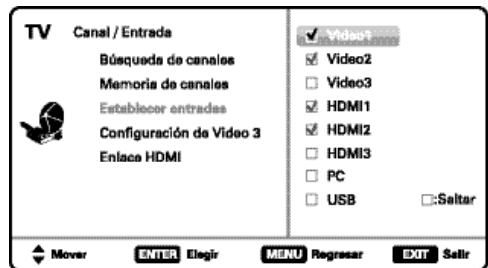 TV Canal / Entrada
Búsqueda de canales
Memoria de canales
Establecer entradas
Configuración de Video 3
Enlace HDMI
Video1
Video2
Video3
HDMI1
HDMI2
HDMI3
PC
USB :Saltar
Mover ENTER Elegir MENU Regresar EXIT Salir